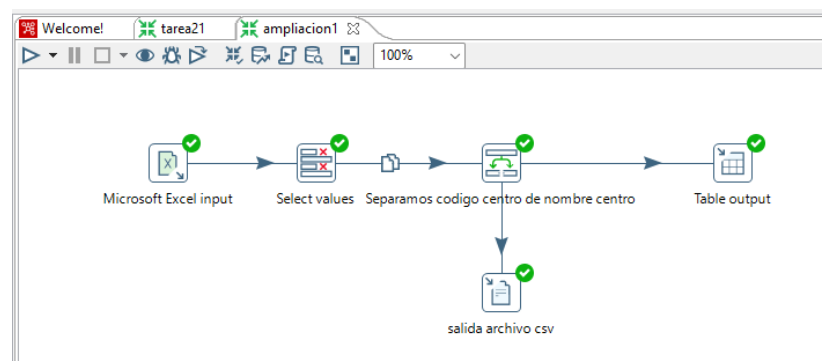 Welcome! tarea21 ampliacion1
100%
Microsoft Excel input Select values Separamos codigo centro de nombre centro Table output
salida archivo csv